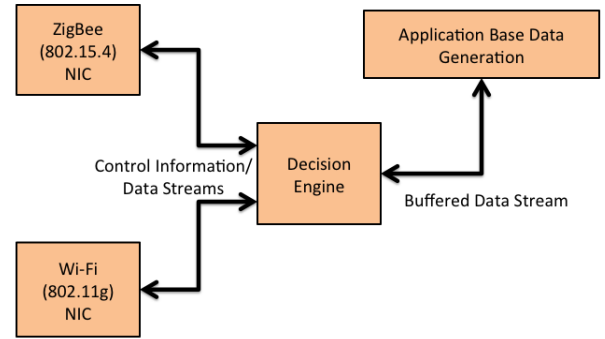 ZigBee
(802.15.4)
NIC
Application Base Data
Generation
Control Information/
Data Streams
Decision
Engine
Buffered Data Stream
Wi-Fi
(802.11g)
NIC